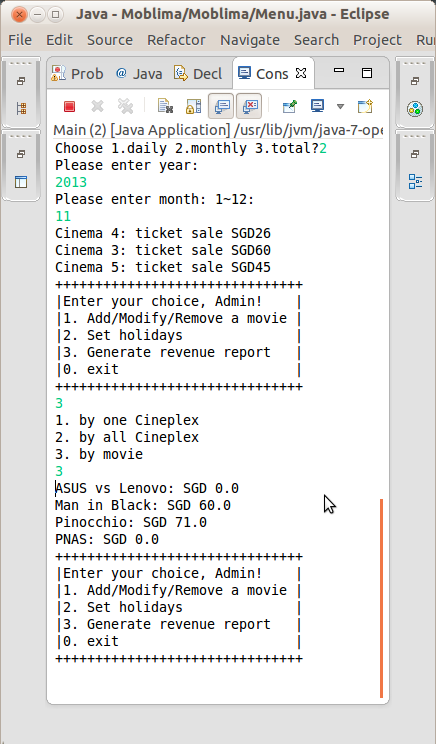 Java - Moblima/Moblima/Menu.java - Eclipse
File Edit Source Refactor Navigate Search Project Run
Prob @ Java Decl Cons
Main (2) [Java Application] /usr/lib/jvm/java-7-ope
Choose 1.daily 2.monthly 3.total?2
Please enter year:
2013
Please enter month: 1~12:
11
Cinema 4: ticket sale SGD26
Cinema 3: ticket sale SGD60
Cinema 5: ticket sale SGD45
+++++++++++++++++++++++++++++++
|Enter your choice, Admin!    |
|1. Add/Modify/Remove a movie |
|2. Set holidays              |
|3. Generate revenue report   |
|0. exit                      |
+++++++++++++++++++++++++++++++
3
1. by one Cineplex
2. by all Cineplex
3. by movie
3
ASUS vs Lenovo: SGD 0.0
Man in Black: SGD 60.0
Pinocchio: SGD 71.0
PNAS: SGD 0.0
+++++++++++++++++++++++++++++++
|Enter your choice, Admin!    |
|1. Add/Modify/Remove a movie |
|2. Set holidays              |
|3. Generate revenue report   |
|0. exit                      |
+++++++++++++++++++++++++++++++